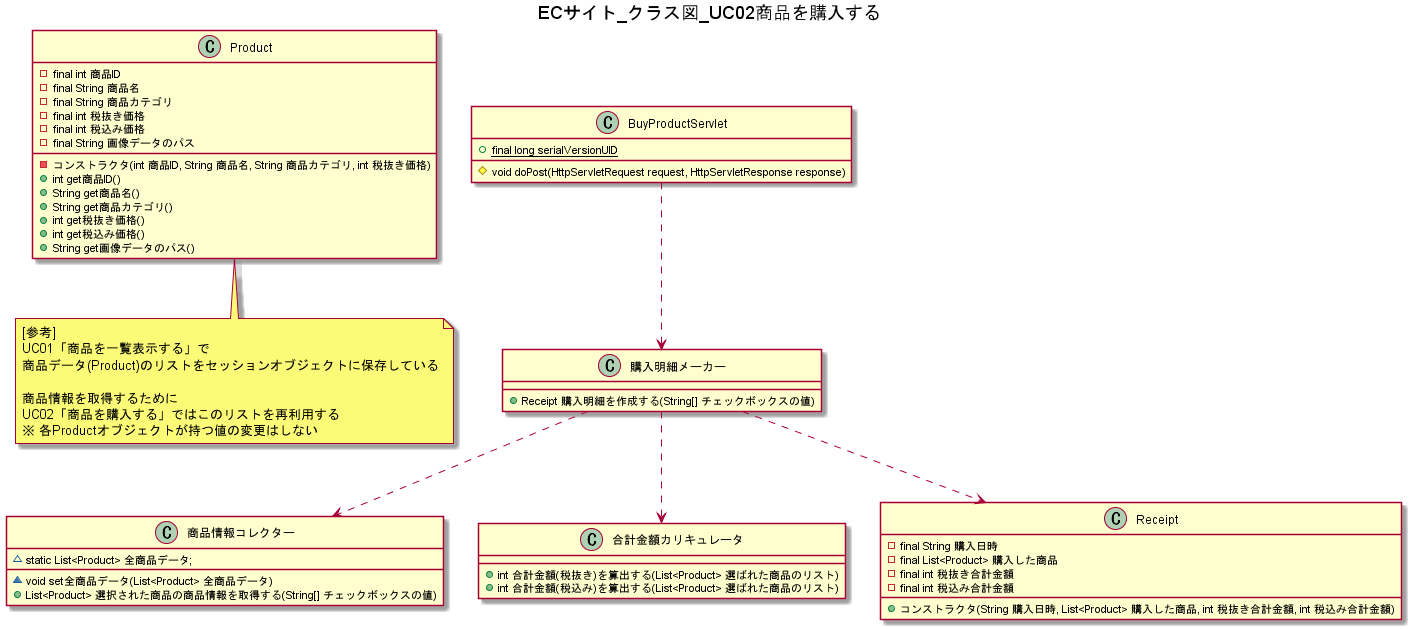 ECサイト_クラス図_UC02商品を購入する
C Product
final int 商品ID
final String 商品名
final String 商品カテゴリ
final int 税抜き価格
final int 税込み価格
final String 画像データのパス
コンストラクタ(int 商品ID, String 商品名, String 商品カテゴリ, int 税抜き価格)
int get商品ID()
String get商品名()
String get商品カテゴリ()
int get税抜き価格()
int get税込み価格()
String get画像データのパス()
[参考]
UC01「商品を一覧表示する」で
商品データ(Product)のリストをセッションオブジェクトに保存している
商品情報を取得するために
UC02「商品を購入する」ではこのリストを再利用する
※ 各Productオブジェクトが持つ値の変更はしない
C BuyProductServlet
final long serialVersionUID
void doPost(HttpServletRequest request, HttpServletResponse response)
C 購入明細メーカー
Receipt 購入明細を作成する(String[] チェックボックスの値)
C 商品情報コレクター
static List<Product> 全商品データ;
void set全商品データ(List<Product> 全商品データ)
List<Product> 選択された商品の商品情報を取得する(String[] チェックボックスの値)
C 合計金額カリキュレータ
int 合計金額(税抜き)を算出する(List<Product> 選ばれた商品のリスト)
int 合計金額(税込み)を算出する(List<Product> 選ばれた商品のリスト)
C Receipt
final String 購入日時
final List<Product> 購入した商品
final int 税抜き合計金額
final int 税込み合計金額
コンストラクタ(String 購入日時, List<Product> 購入した商品, int 税抜き合計金額, int 税込み合計金額)